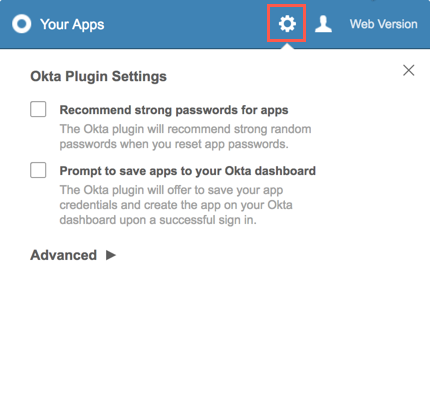 Your Apps
Web Version
Okta Plugin Settings
Recommend strong passwords for apps
The Okta plugin will recommend strong random
passwords when you reset app passwords.
Prompt to save apps to your Okta dashboard
The Okta plugin will offer to save your app
credentials and create the app on your Okta
dashboard upon a successful sign in.
Advanced